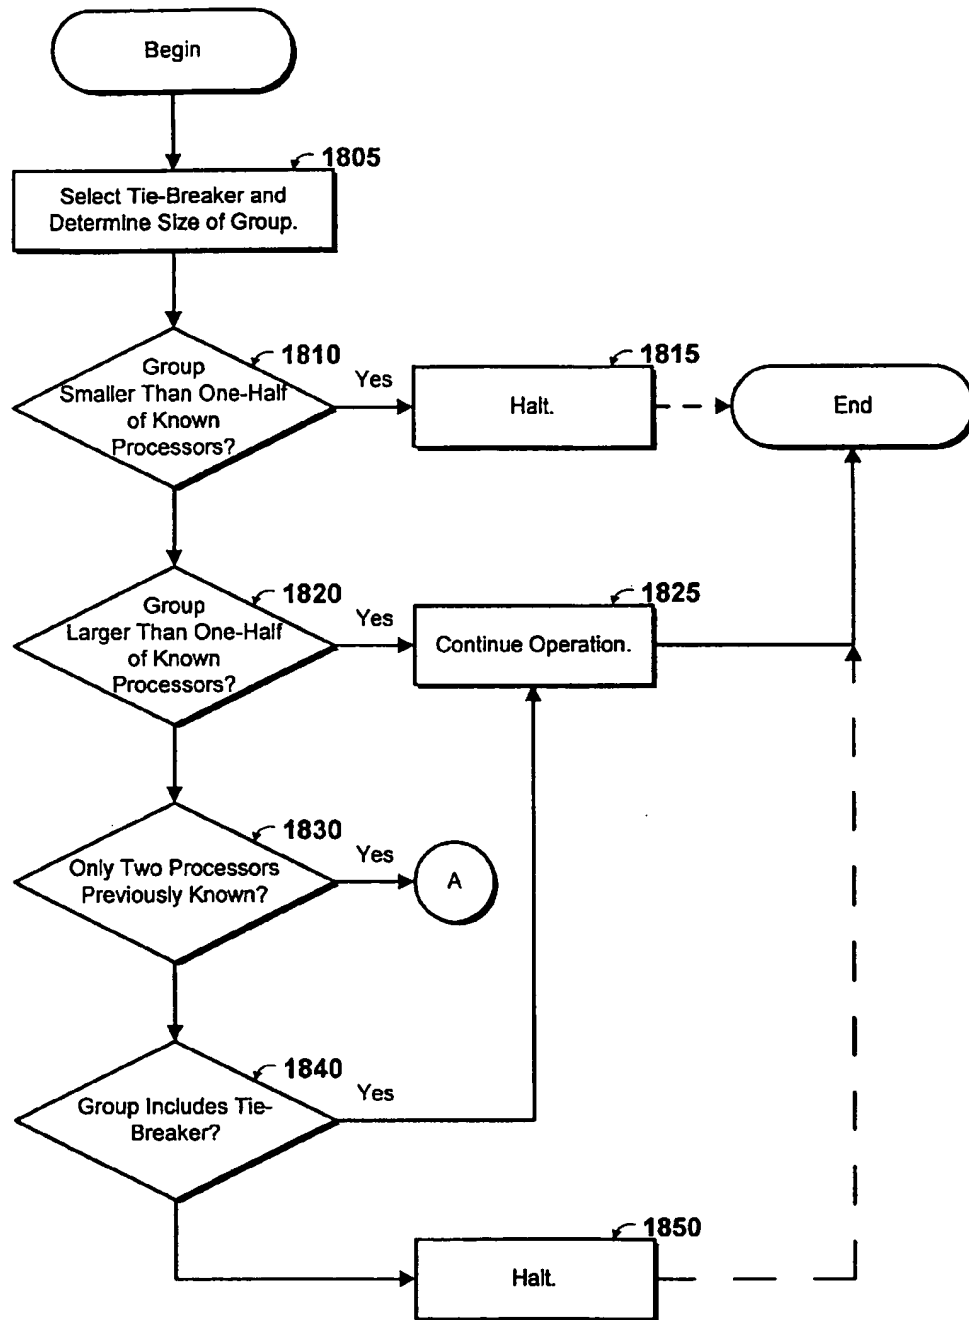 Begin
1805
Select Tie-Breaker and
Determine Size of Group.
1810
Group
Smaller Than One-Half
of Known
Processors?
Yes
1815
Halt.
End
1820
Group
Larger Than One-Half
of Known
Processors?
Yes
1825
Continue Operation.
1830
Only Two Processors
Previously Known?
Yes
A
1840
Group Includes Tie-
Breaker?
Yes
1850
Halt.